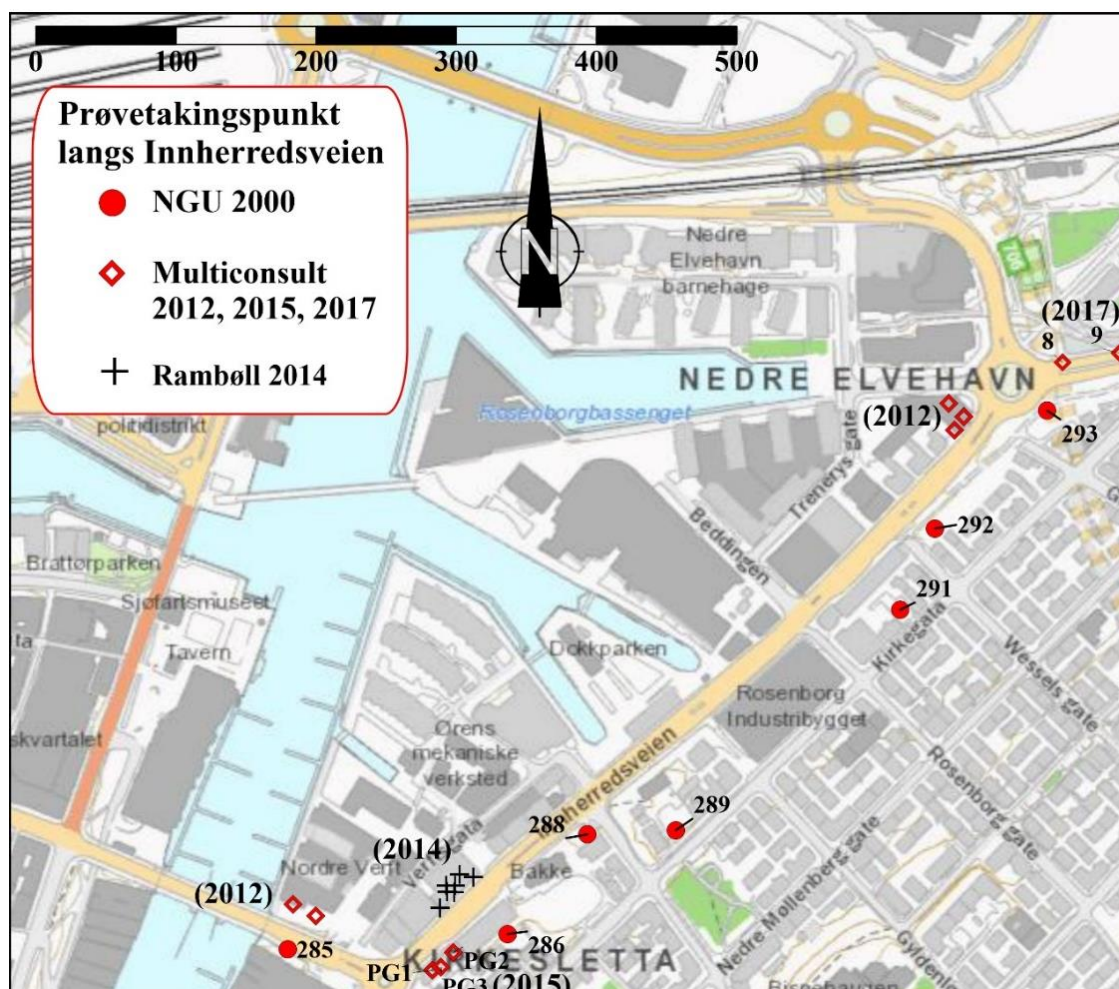 0 100 200 300 400 500
Prøvetakingspunkt
langs Innherredsveien
NGU 2000
Multiconsult
2012, 2015, 2017
Rambøll 2014
N
Nedre
Elvehavn
barnehage
706
(2017)
8
9
NEDRE ELVEHAVN
(2012)
293
politidistrikt
Rosenborgbassenget
Trenerys gate
292
Beddingen
291
Kirkegata
Brattørparken
Sjøfartsmuseet
Tavern
Dokkparken
Wessels gate
Rosenborg
Industribygget
Ørens
mekaniske
verksted
skvartalet
Innherredsveien
Rosenborg gate
289
288
Verftsgata
(2014)
Nordre Verft
Bakke
Nedre Møllenberg gate
(2012)
285
286
KIRKESLETTA
PG1
PG2
PG3 (2015)
Bispehaugen